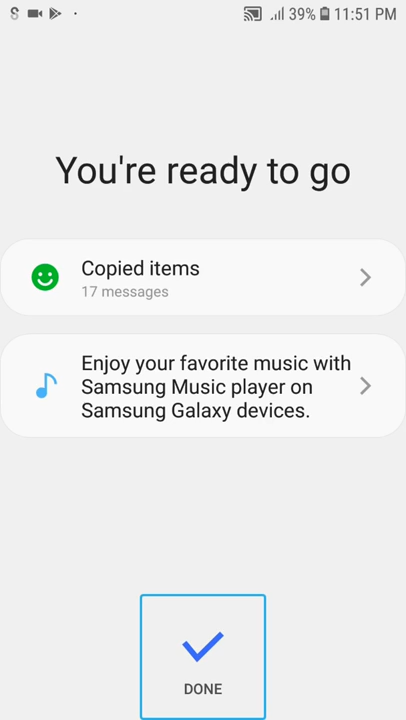 39% 11:51 PM
You're ready to go
Copied items
17 messages
Enjoy your favorite music with
Samsung Music player on
Samsung Galaxy devices.
DONE